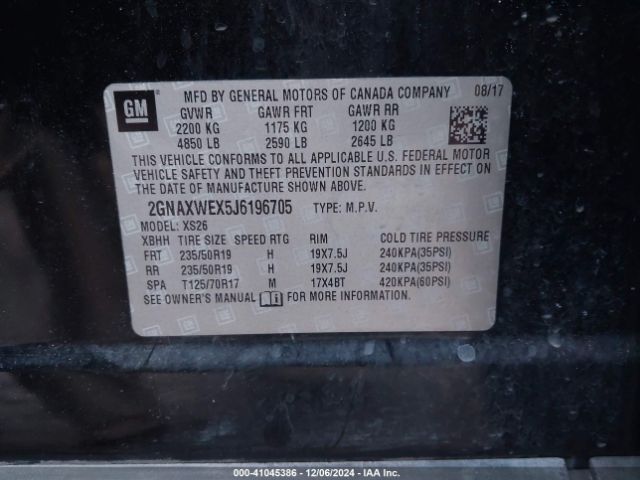 GM
MFD BY GENERAL MOTORS OF CANADA COMPANY 08/17
GVWR GAWR FRT GAWR RR
2200 KG 1175 KG 1200 KG
4850 LB 2590 LB 2645 LB
THIS VEHICLE CONFORMS TO ALL APPLICABLE U.S. FEDERAL MOTOR
VEHICLE SAFETY AND THEFT PREVENTION STANDARDS IN EFFECT ON
THE DATE OF MANUFACTURE SHOWN ABOVE.
2GNAXWEX5J6196705 TYPE: M.P.V.
MODEL: XS26
XBHH TIRE SIZE SPEED RTG RIM COLD TIRE PRESSURE
FRT 235/50R19 H 19X7.5J 240KPA(35PSI)
RR 235/50R19 H 19X7.5J 240KPA(35PSI)
SPA T125/70R17 M 17X4BT 420KPA(60PSI)
SEE OWNER'S MANUAL FOR MORE INFORMATION
000-41045386 - 12/06/2024 - IAA Inc.